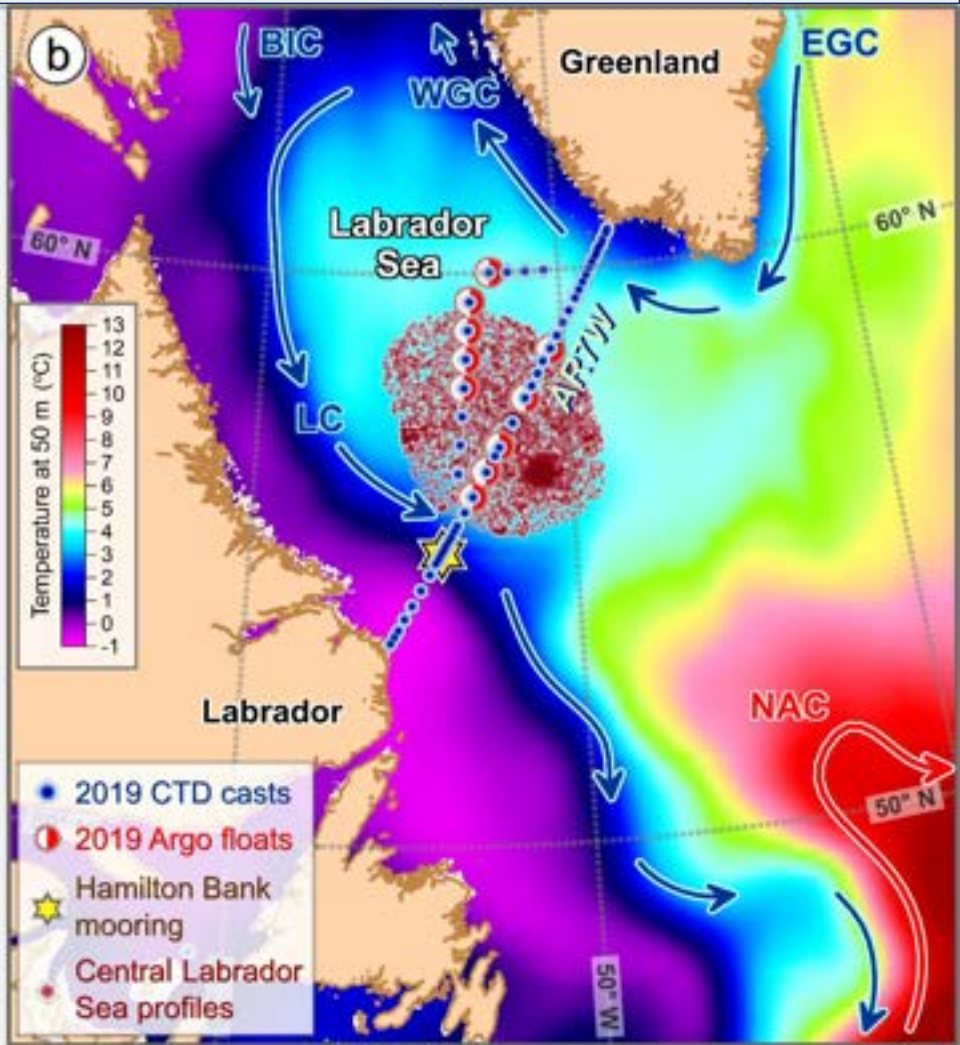 b
BIC
WGC
Greenland
EGC
Labrador
Sea
60° N
60° N
AR7W
LC
Temperature at 50 m (°C)
13
12
11
10
9
8
7
6
5
4
3
2
1
0
-1
Labrador
NAC
50° N
50° W
2019 CTD casts
2019 Argo floats
Hamilton Bank
mooring
Central Labrador
Sea profiles